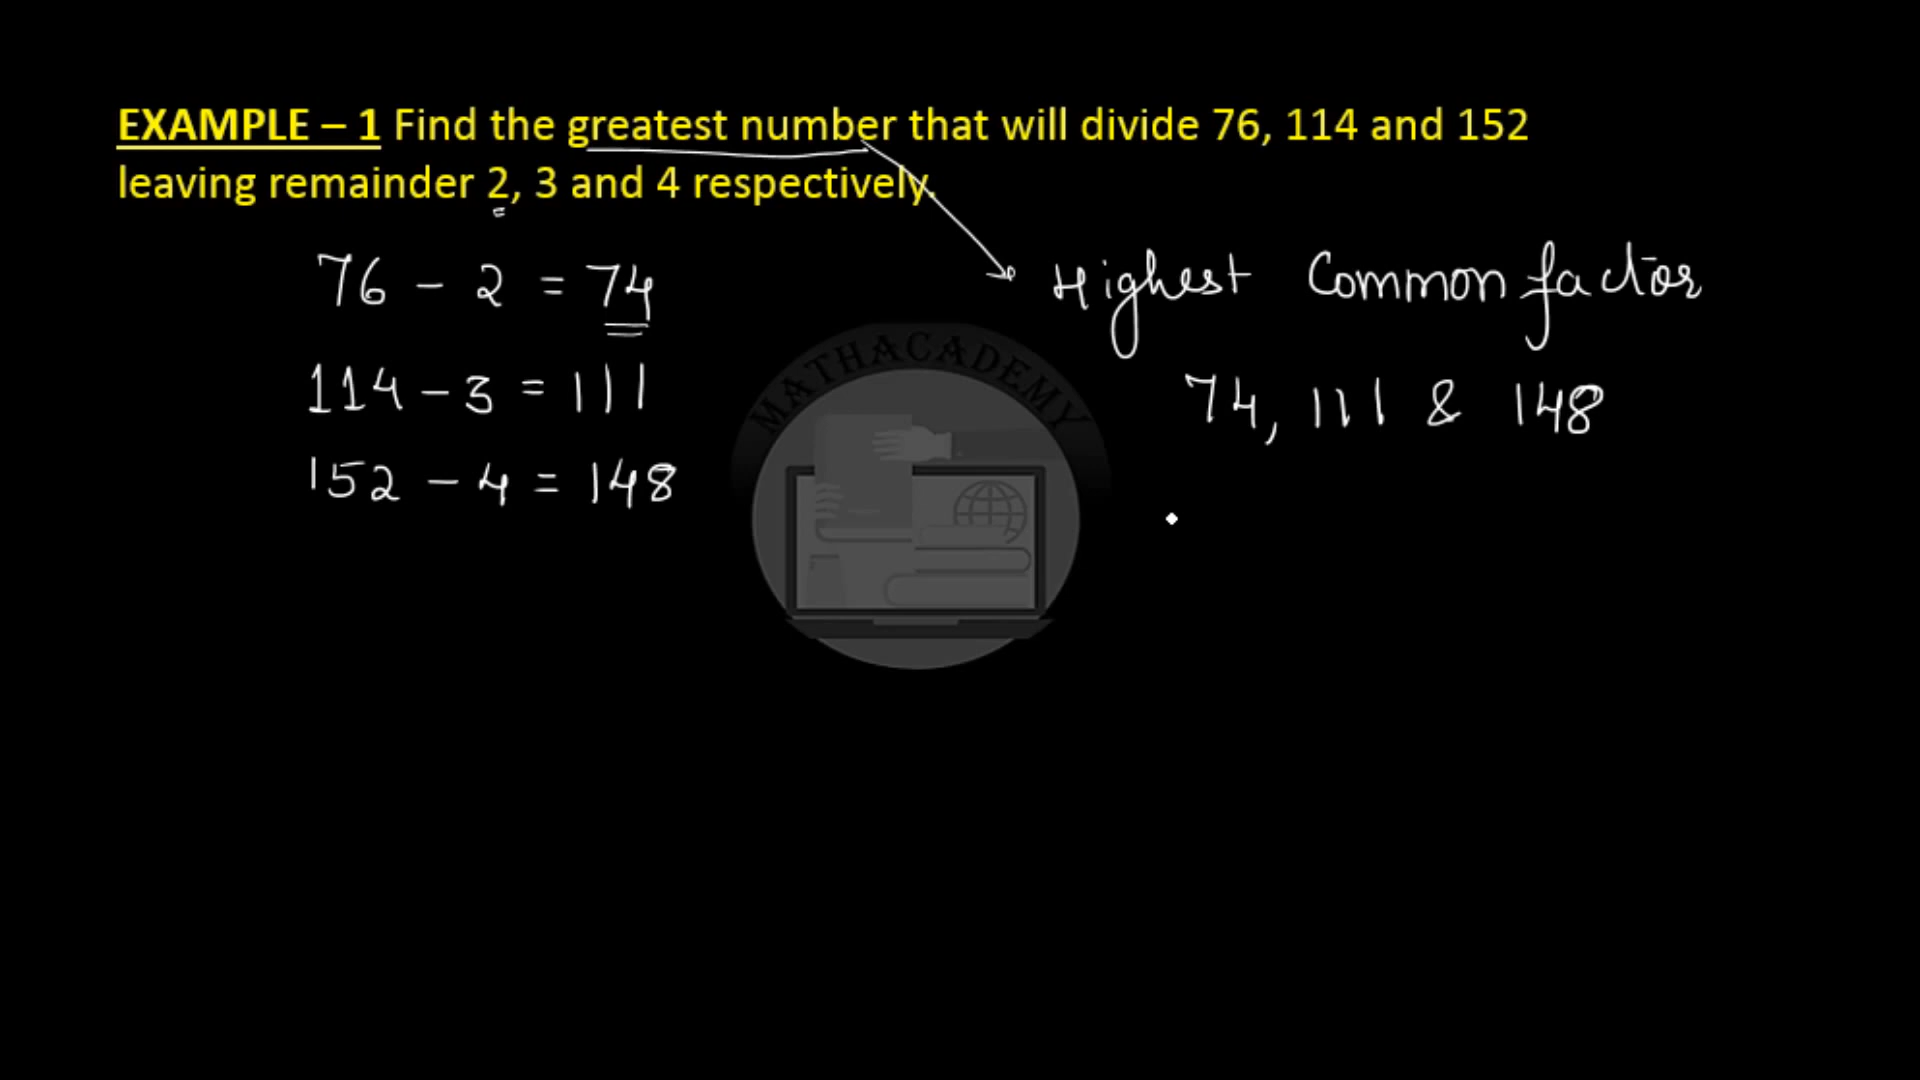 EXAMPLE – 1 Find the greatest number that will divide 76, 114 and 152
leaving remainder 2, 3 and 4 respectively.
76 - 2 = 74
Highest Common factor
114 - 3 = 111
74, 111 & 148
152 - 4 = 148
MATHACADEMY